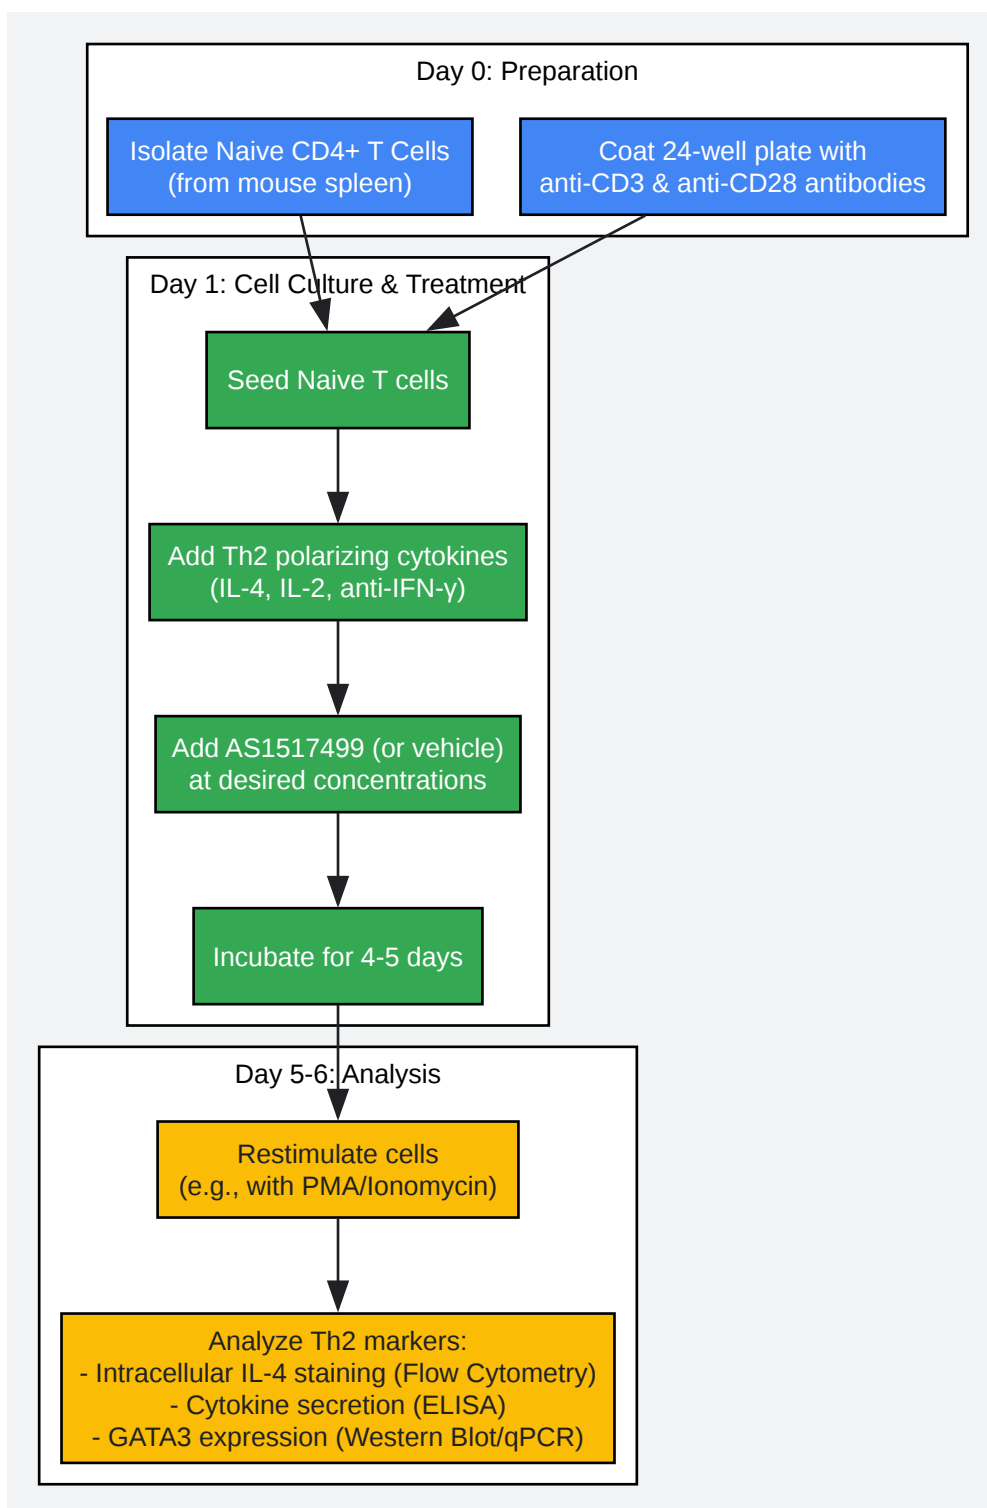 Day 0: Preparation
Isolate Naive CD4+ T Cells
(from mouse spleen)
Coat 24-well plate with
anti-CD3 & anti-CD28 antibodies
Day 1: Cell Culture & Treatment
Seed Naive T cells
Add Th2 polarizing cytokines
(IL-4, IL-2, anti-IFN-γ)
Add AS1517499 (or vehicle)
at desired concentrations
Incubate for 4-5 days
Day 5-6: Analysis
Restimulate cells
(e.g., with PMA/Ionomycin)
Analyze Th2 markers:
- Intracellular IL-4 staining (Flow Cytometry)
- Cytokine secretion (ELISA)
- GATA3 expression (Western Blot/qPCR)